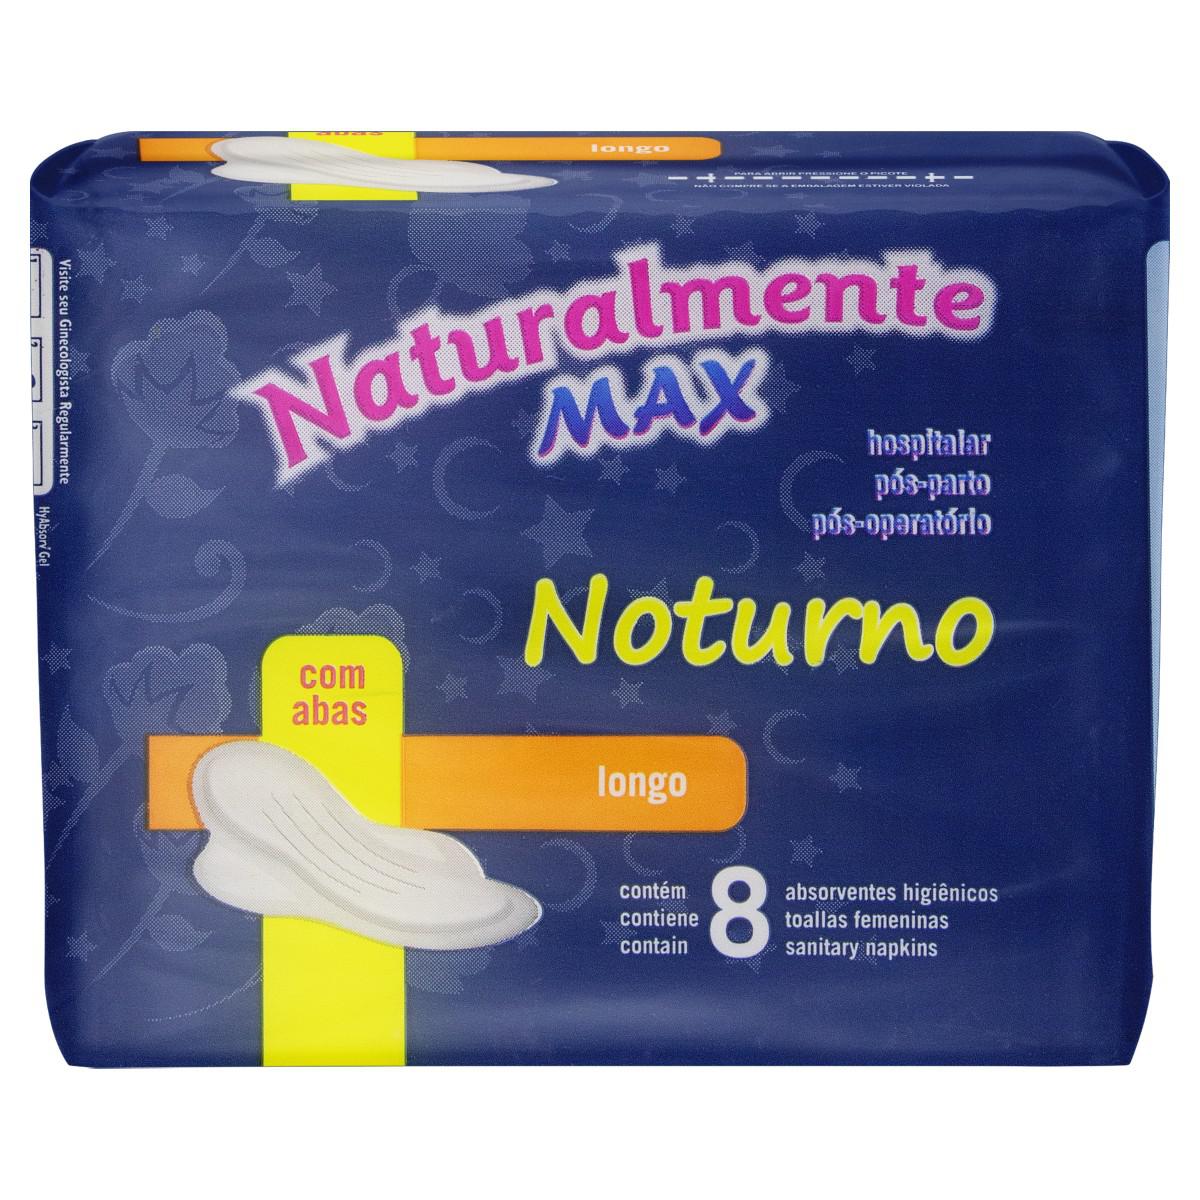 abas
longo
PARA ABRIR PRESSIONE O PICOTE
NÃO COMPRE SE A EMBALAGEM ESTIVER VIOLADA
Visite seu Ginecologista Regularmente
HyAbsorv Gel
Naturalmente
MAX
hospitalar
pós-parto
pós-operatório
Noturno
com
abas
longo
contém 8 absorventes higiênicos
contiene toallas femeninas
contain sanitary napkins